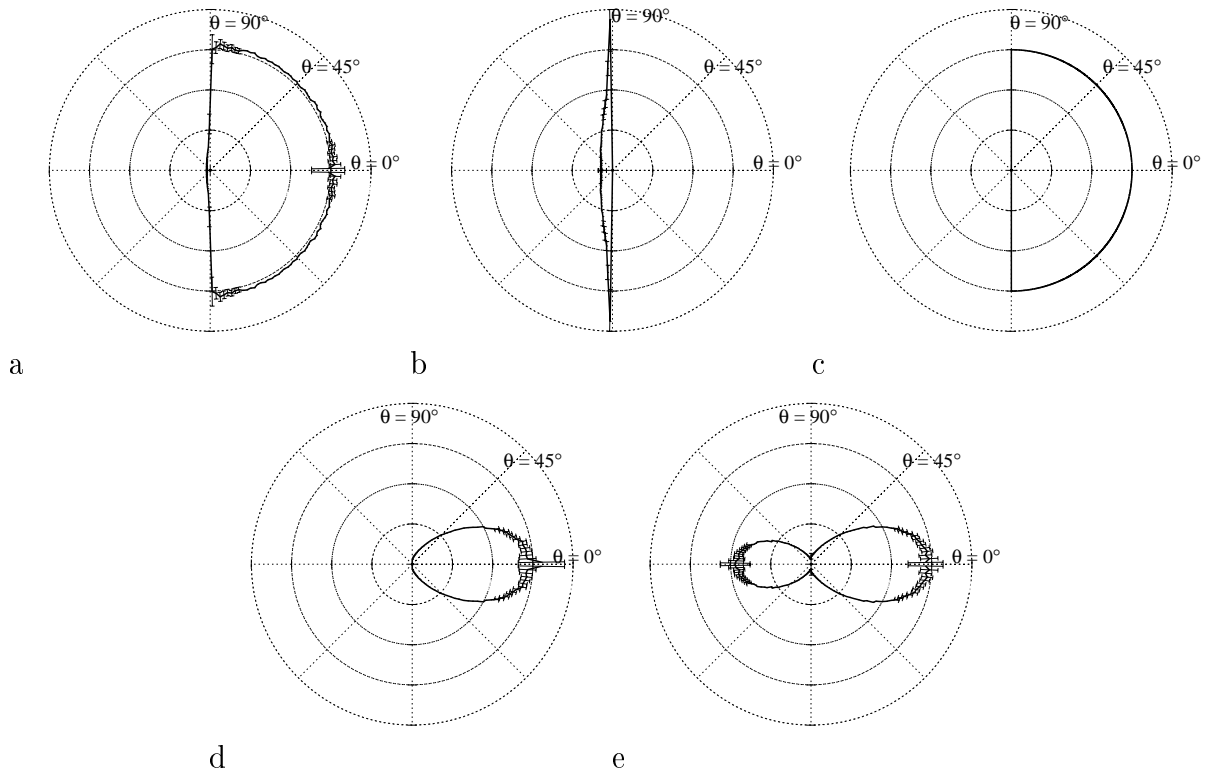 θ = 90°
θ = 45°
θ = 0°
a
θ = 90°
θ = 45°
θ = 0°
b
θ = 90°
θ = 45°
θ = 0°
c
θ = 90°
θ = 45°
θ = 0°
d
θ = 90°
θ = 45°
θ = 0°
e